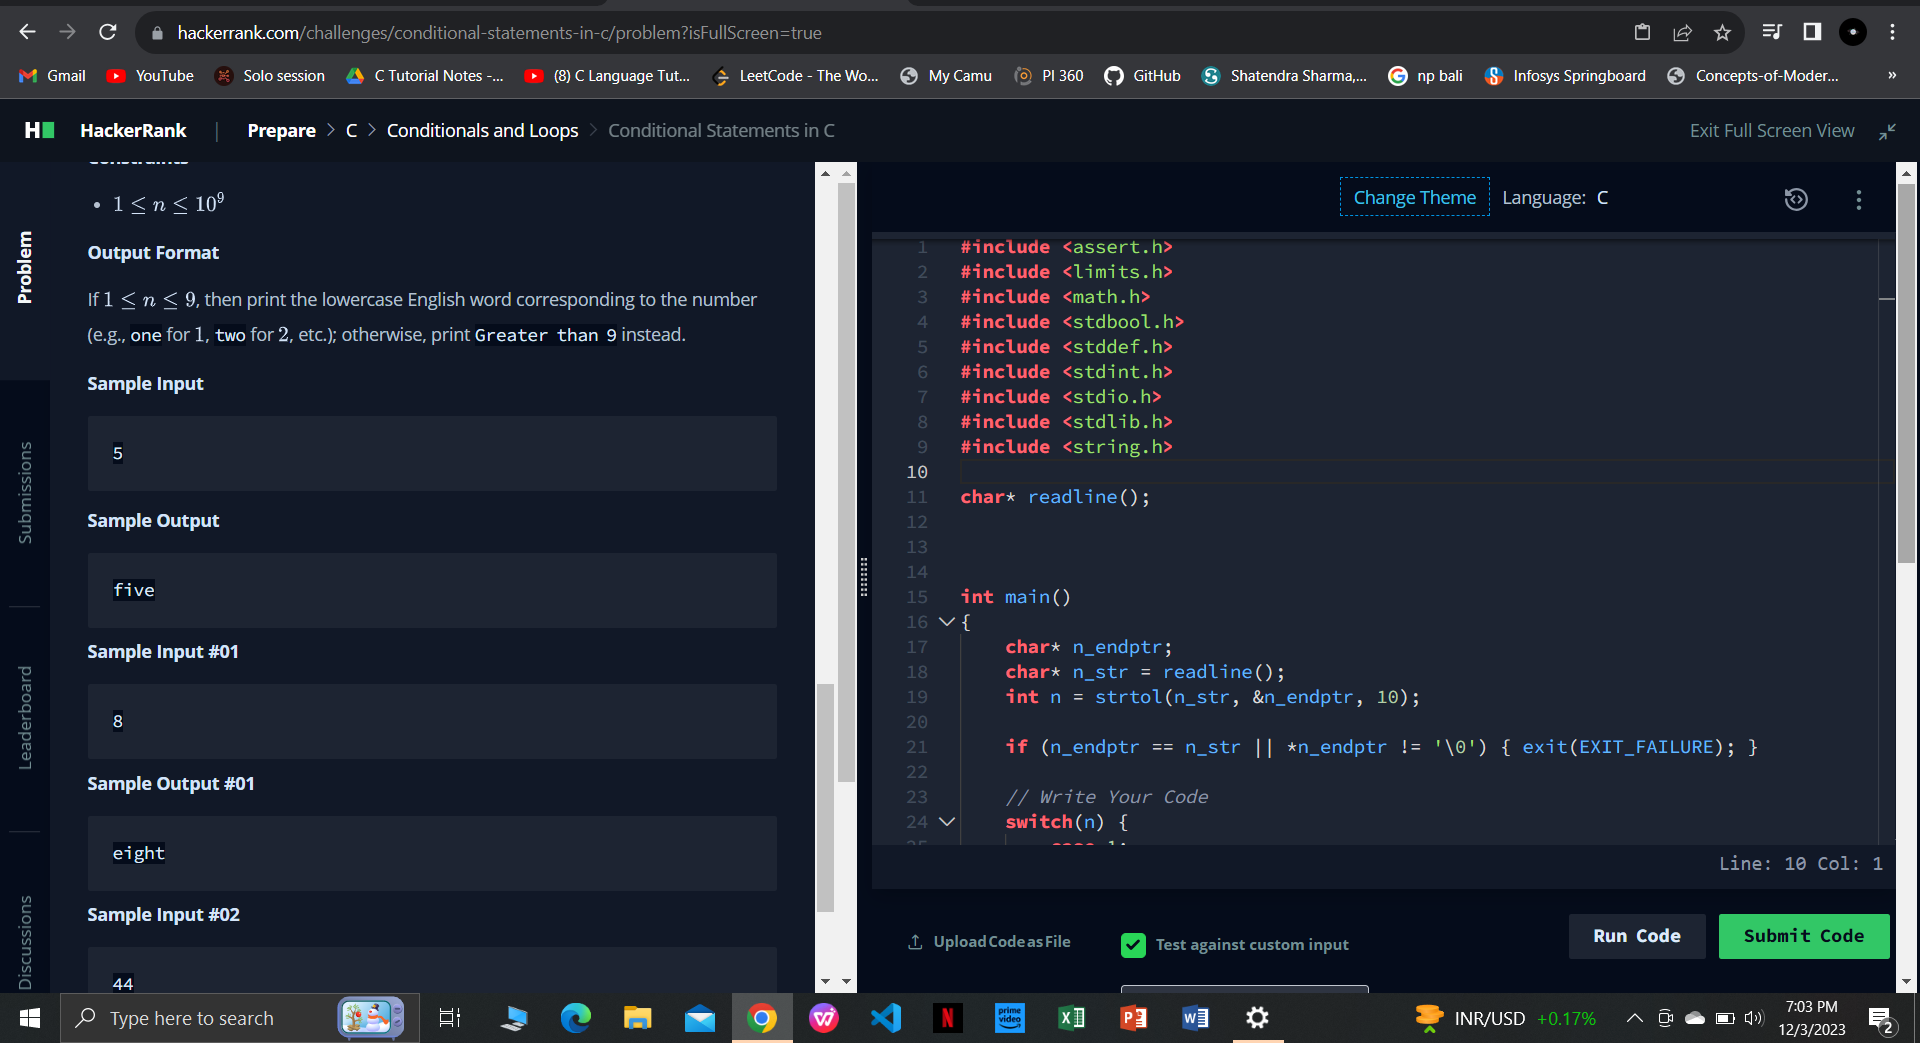 hackerrank.com/challenges/conditional-statements-in-c/problem?isFullScreen=true
Gmail YouTube Solo session C Tutorial Notes -... (8) C Language Tut... LeetCode - The Wo... My Camu PI 360 GitHub Shatendra Sharma,... np bali Infosys Springboard Concepts-of-Moder... »
H HackerRank | Prepare > C > Conditionals and Loops > Conditional Statements in C Exit Full Screen View
Problem
Submissions
Leaderboard
Discussions
Constraints
• 1 ≤ n ≤ 10^9
Output Format
If 1 ≤ n ≤ 9, then print the lowercase English word corresponding to the number
(e.g., one for 1, two for 2, etc.); otherwise, print Greater than 9 instead.
Sample Input
5
Sample Output
five
Sample Input #01
8
Sample Output #01
eight
Sample Input #02
44
Change Theme Language: C
1 #include <assert.h>
2 #include <limits.h>
3 #include <math.h>
4 #include <stdbool.h>
5 #include <stddef.h>
6 #include <stdint.h>
7 #include <stdio.h>
8 #include <stdlib.h>
9 #include <string.h>
10
11 char* readline();
12
13
14
15 int main()
16 {
17 char* n_endptr;
18 char* n_str = readline();
19 int n = strtol(n_str, &n_endptr, 10);
20
21 if (n_endptr == n_str || *n_endptr != '\0') { exit(EXIT_FAILURE); }
22
23 // Write Your Code
24 switch(n) {
25 case 1:
Line: 10 Col: 1
Upload Code as File Test against custom input Run Code Submit Code
Type here to search
prime video
INR/USD +0.17%
7:03 PM
12/3/2023
2